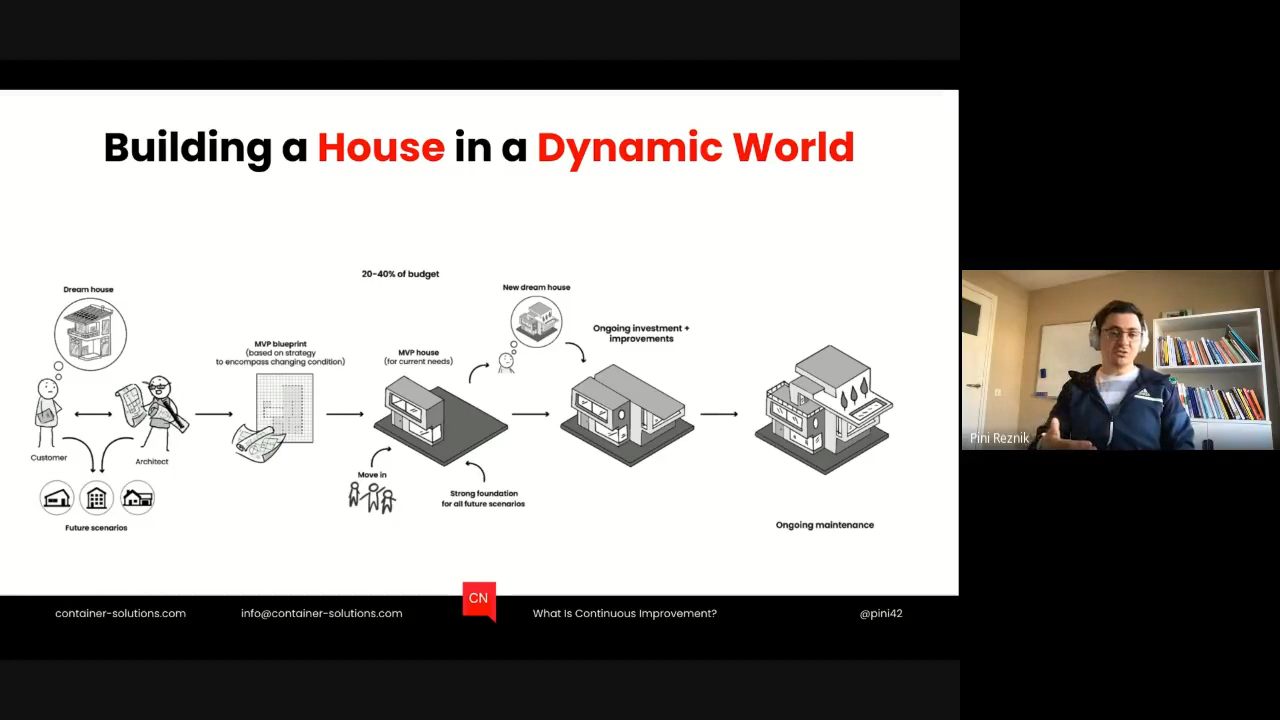 Building a House in a Dynamic World
20-40% of budget
Dream house
New dream house
Ongoing investment +
improvements
MVP blueprint
(based on strategy
to encompass changing condition)
MVP house
(for current needs)
Customer
Architect
Move in
Strong foundation
for all future scenarios
Future scenarios
Ongoing maintenance
Pini Reznik
CN
container-solutions.com
info@container-solutions.com
What Is Continuous Improvement?
@pini42